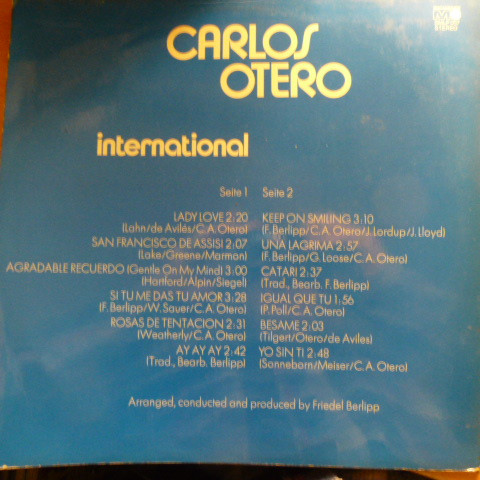 CARLOS
OTERO
STEREO
international
Seite 1
LADY LOVE 2:20
(Lahn/de Avilés/C.A. Otero)
SAN FRANCISCO DE ASSISI 2:07
(Lake/Greene/Marmon)
AGRADABLE RECUERDO (Gentle On My Mind) 3:00
(Hartford/Alpin/Siegel)
SI TU ME DAS TU AMOR 3:28
(F. Berlipp/W. Sauer/C.A. Otero)
ROSAS DE TENTACION 2:31
(Weatherly/C.A. Otero)
AY AY AY 2:42
(Trad., Bearb. Berlipp)
Seite 2
KEEP ON SMILING 3:10
(F. Berlipp/C.A. Otero/J. Lordup/J. Lloyd)
UNA LAGRIMA 2:57
(F. Berlipp/G. Loose/C.A. Otero)
CATARI 2:37
(Trad., Bearb. F. Berlipp)
IGUAL QUE TU 1:56
(P. Poll/C.A. Otero)
BESAME 2:03
(Tilgert/Otero/de Aviles)
YO SIN TI 2:48
(Sonneborn/Meiser/C.A. Otero)
Arranged, conducted and produced by Friedel Berlipp